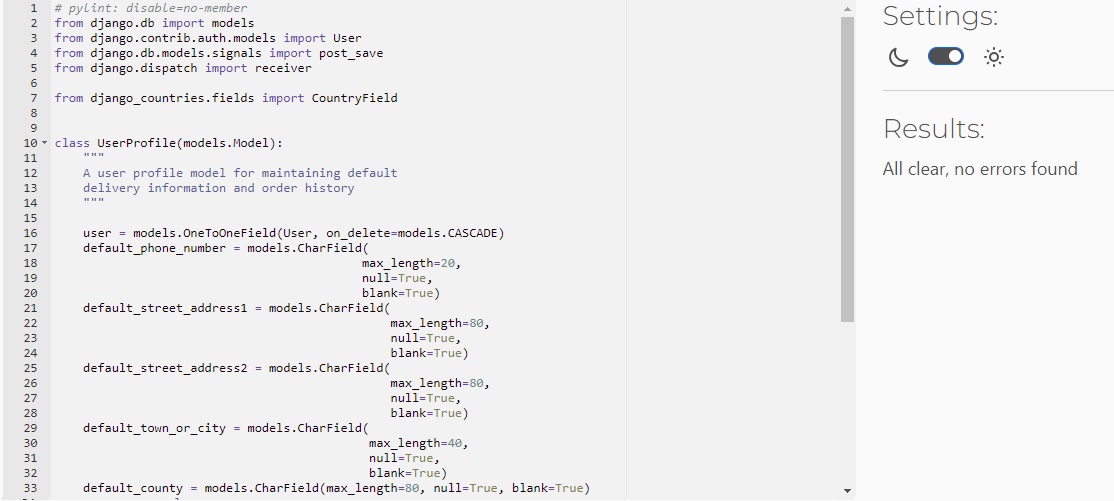 1 # pylint: disable=no-member
2 from django.db import models
3 from django.contrib.auth.models import User
4 from django.db.models.signals import post_save
5 from django.dispatch import receiver
6
7 from django_countries.fields import CountryField
8
9
10 class UserProfile(models.Model):
11     """
12     A user profile model for maintaining default
13     delivery information and order history
14     """
15
16     user = models.OneToOneField(User, on_delete=models.CASCADE)
17     default_phone_number = models.CharField(
18                                            max_length=20,
19                                            null=True,
20                                            blank=True)
21     default_street_address1 = models.CharField(
22                                                max_length=80,
23                                                null=True,
24                                                blank=True)
25     default_street_address2 = models.CharField(
26                                                max_length=80,
27                                                null=True,
28                                                blank=True)
29     default_town_or_city = models.CharField(
30                                             max_length=40,
31                                             null=True,
32                                             blank=True)
33     default_county = models.CharField(max_length=80, null=True, blank=True)
Settings:
Results:
All clear, no errors found